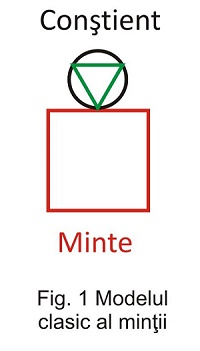 Conştient
Minte
Fig. 1 Modelul
clasic al minţii